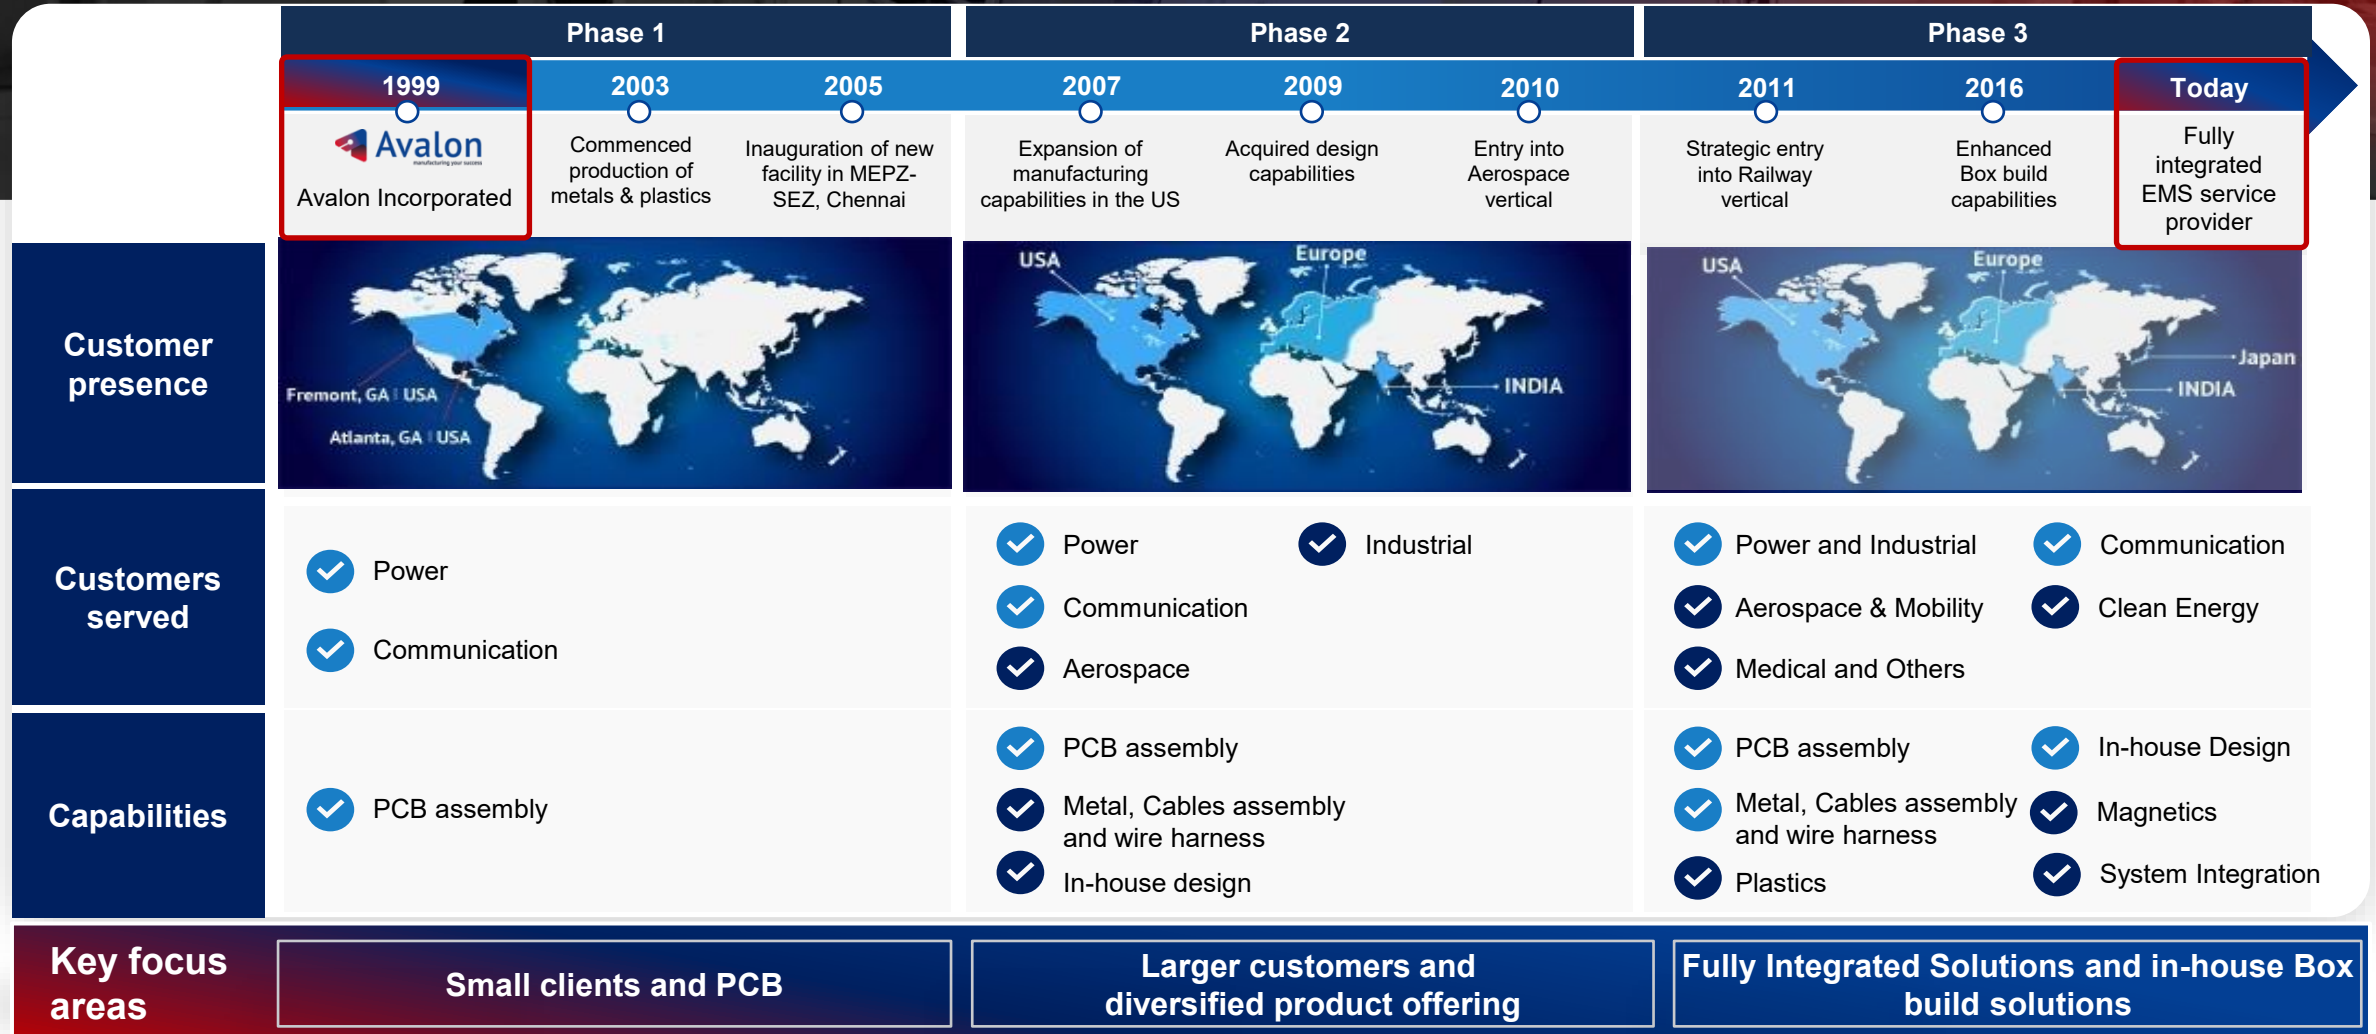 Phase 1
Phase 2
Phase 3
1999
2003
2005
2007
2009
2010
2011
2016
Today
Avalon
manufacturing your success
Avalon Incorporated
Commenced
production of
metals & plastics
Inauguration of new
facility in MEPZ-
SEZ, Chennai
Expansion of
manufacturing
capabilities in the US
Acquired design
capabilities
Entry into
Aerospace
vertical
Strategic entry
into Railway
vertical
Enhanced
Box build
capabilities
Fully
integrated
EMS service
provider
Customer
presence
Fremont, GA | USA
Atlanta, GA | USA
USA
Europe
INDIA
USA
Europe
Japan
INDIA
Customers
served
Power
Communication
Power
Industrial
Communication
Aerospace
Power and Industrial
Communication
Aerospace & Mobility
Clean Energy
Medical and Others
Capabilities
PCB assembly
PCB assembly
Metal, Cables assembly
and wire harness
In-house design
PCB assembly
In-house Design
Metal, Cables assembly
and wire harness
Magnetics
Plastics
System Integration
Key focus
areas
Small clients and PCB
Larger customers and
diversified product offering
Fully Integrated Solutions and in-house Box
build solutions